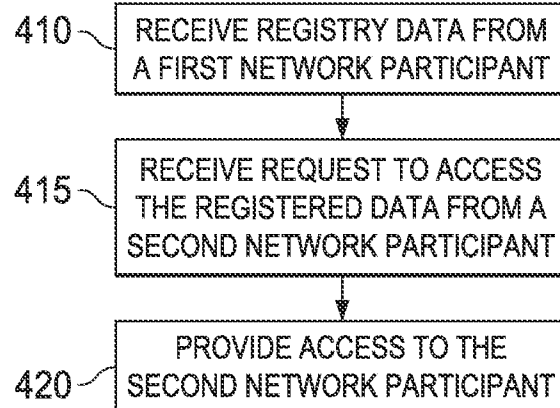 410
RECEIVE REGISTRY DATA FROM
A FIRST NETWORK PARTICIPANT
415
RECEIVE REQUEST TO ACCESS
THE REGISTERED DATA FROM A
SECOND NETWORK PARTICIPANT
420
PROVIDE ACCESS TO THE
SECOND NETWORK PARTICIPANT